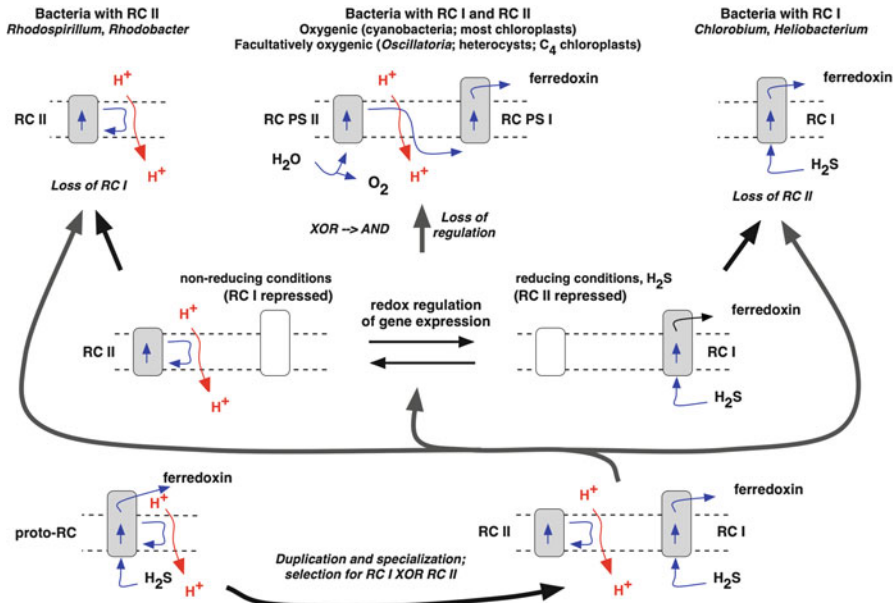 Bacteria with RC II
Rhodospirillum, Rhodobacter
Bacteria with RC I and RC II
Oxygenic (cyanobacteria; most chloroplasts)
Facultatively oxygenic (Oscillatoria; heterocysts; C4 chloroplasts)
Bacteria with RC I
Chlorobium, Heliobacterium
H+
RC II
H+
Loss of RC I
H+
ferredoxin
RC PS II
RC PS I
H2O
O2
H+
XOR --> AND
Loss of
regulation
ferredoxin
RC I
H2S
Loss of RC II
non-reducing conditions
(RC I repressed)
H+
RC II
H+
redox regulation
of gene expression
reducing conditions, H2S
(RC II repressed)
ferredoxin
RC I
H2S
ferredoxin
H+
proto-RC
H2S
H+
Duplication and specialization;
selection for RC I XOR RC II
H+
RC II
H+
ferredoxin
RC I
H2S